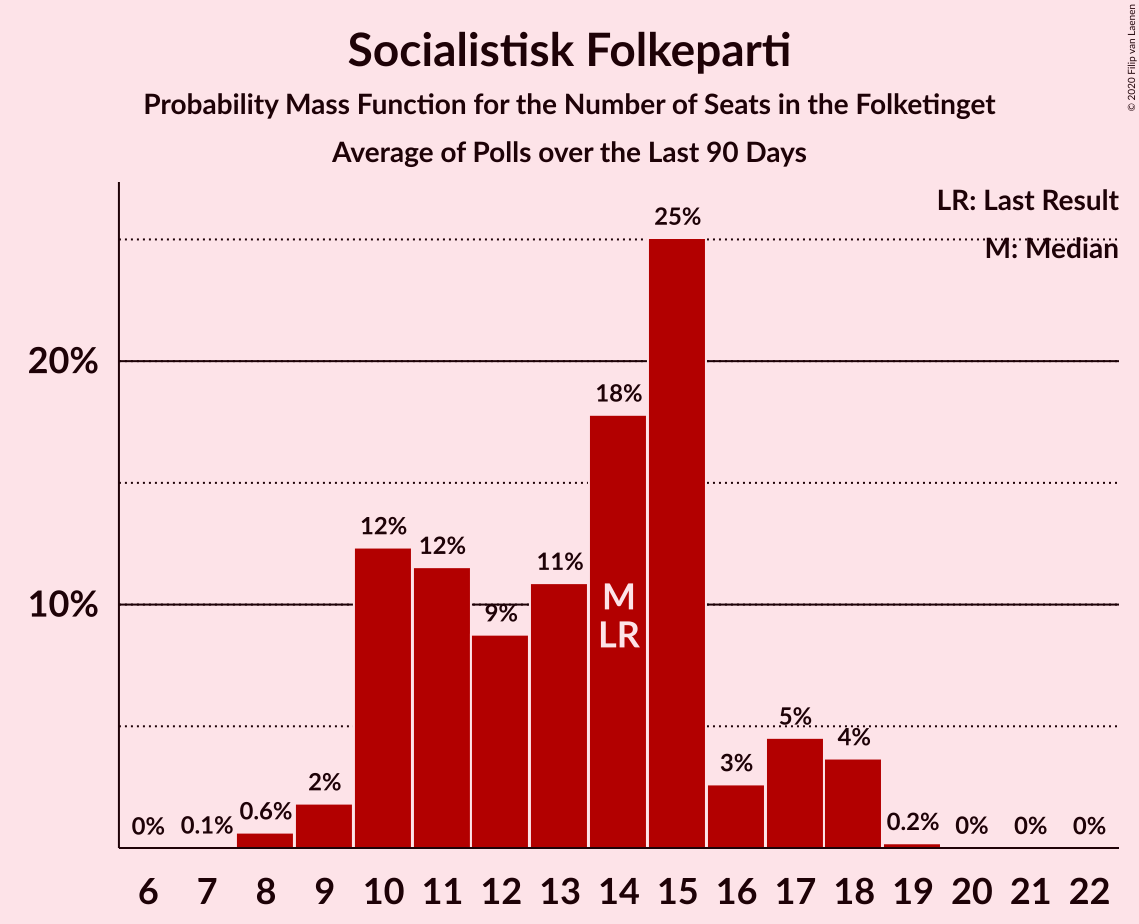 Socialistisk Folkeparti
Probability Mass Function for the Number of Seats in the Folketinget
Average of Polls over the Last 90 Days
© 2020 Filip van Laenen
LR: Last Result
M: Median
25%
20%
18%
12%
12%
11%
10%
9%
M
LR
5%
4%
3%
2%
0.6%
0%
0.1%
0.2%
0%
0%
0%
6 7 8 9 10 11 12 13 14 15 16 17 18 19 20 21 22